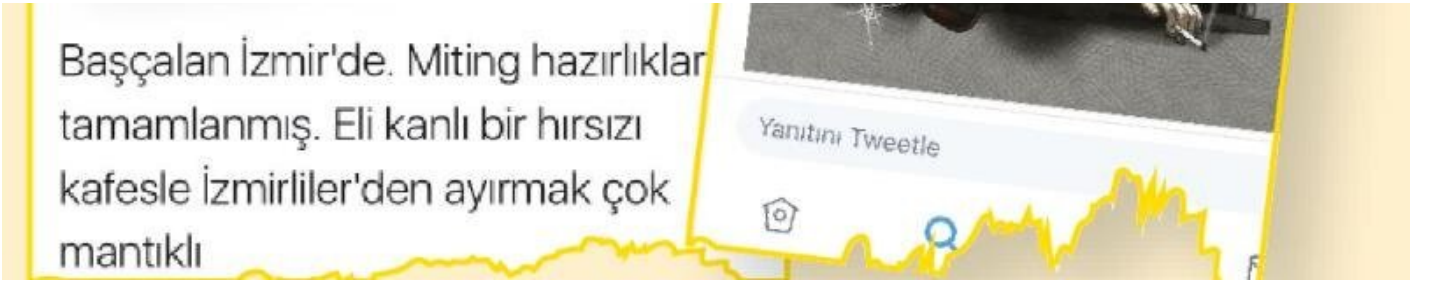 Başçalan İzmir'de. Miting hazırlıklar
tamamlanmış. Eli kanlı bir hırsızı
kafesle İzmirliler'den ayırmak çok
mantıklı
Yanıtını Tweetle